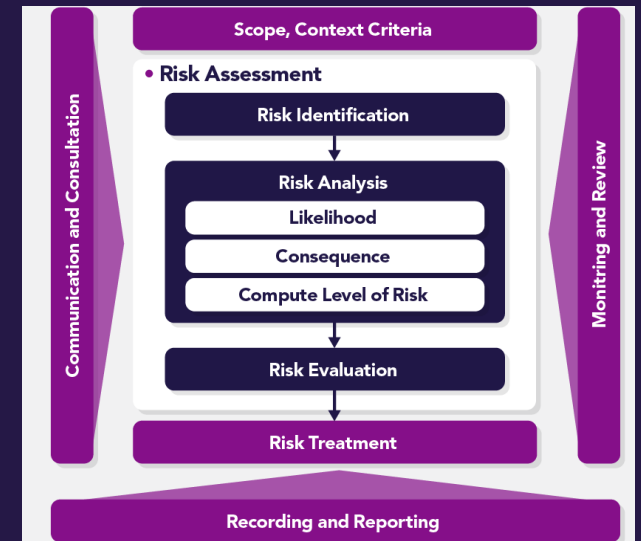 Scope, Context Criteria
Communication and Consultation
• Risk Assessment
Risk Identification
Risk Analysis
Likelihood
Consequence
Compute Level of Risk
Risk Evaluation
Risk Treatment
Monitring and Review
Recording and Reporting